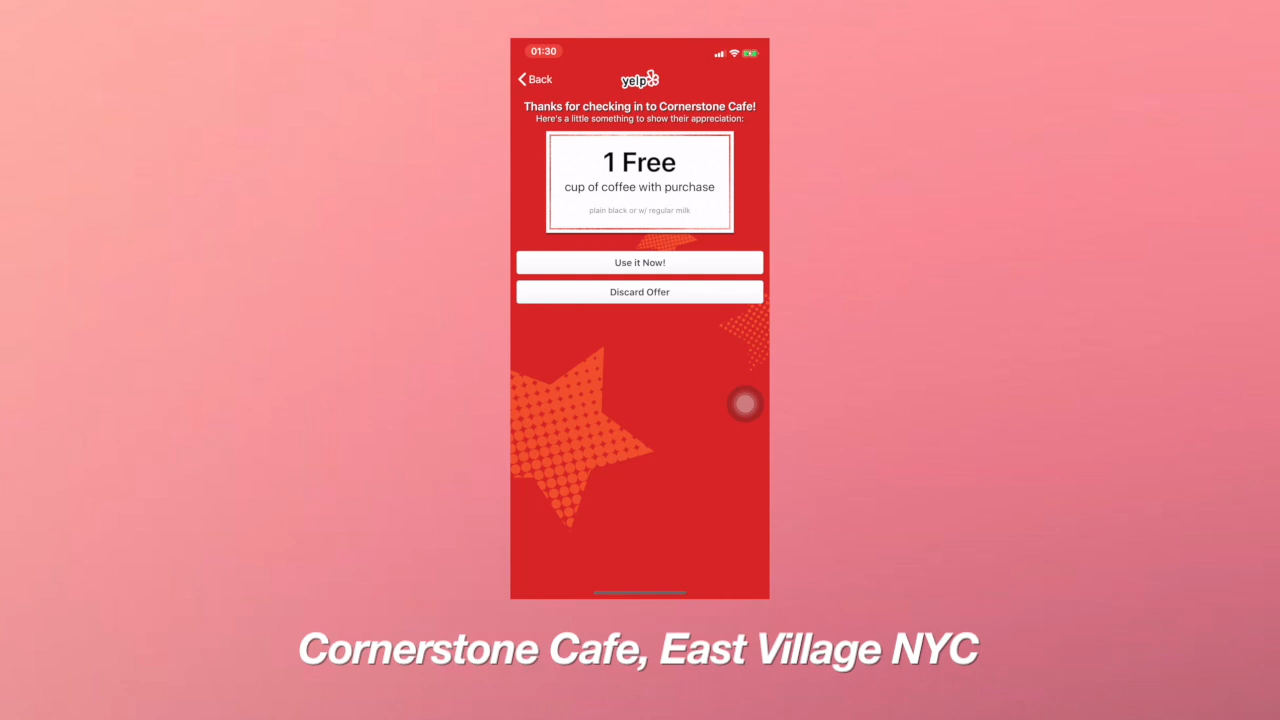 01:30
Back
yelp
Thanks for checking in to Cornerstone Cafe!
Here's a little something to show their appreciation:
1 Free
cup of coffee with purchase
plain black or w/ regular milk
Use it Now!
Discard Offer
Cornerstone Cafe, East Village NYC